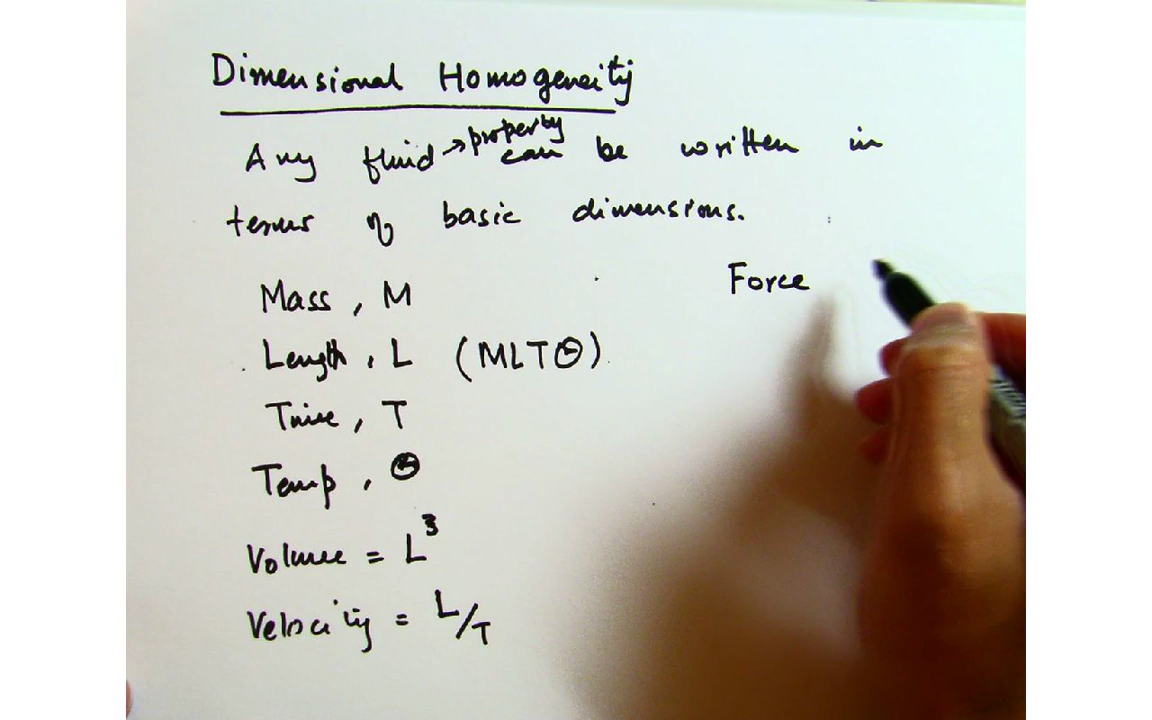 Dimensional Homogeneity
Any fluid → property can be written in
terms of basic dimensions.
Force
Mass, M
Length, L (MLTΘ)
Time, T
Temp, Θ
Volume = L³
Velocity = L/T